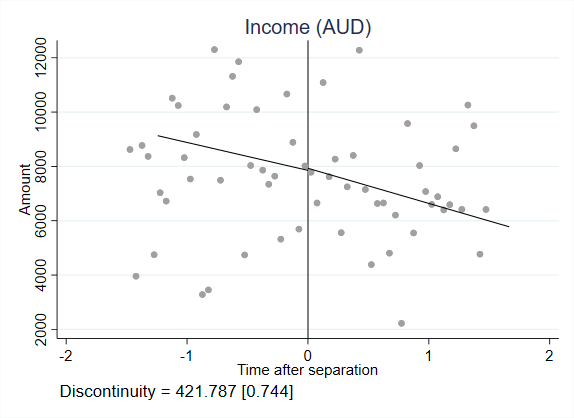 Income (AUD)
12000
10000
8000
6000
4000
2000
Amount
-2
-1
0
1
2
Time after separation
Discontinuity = 421.787 [0.744]